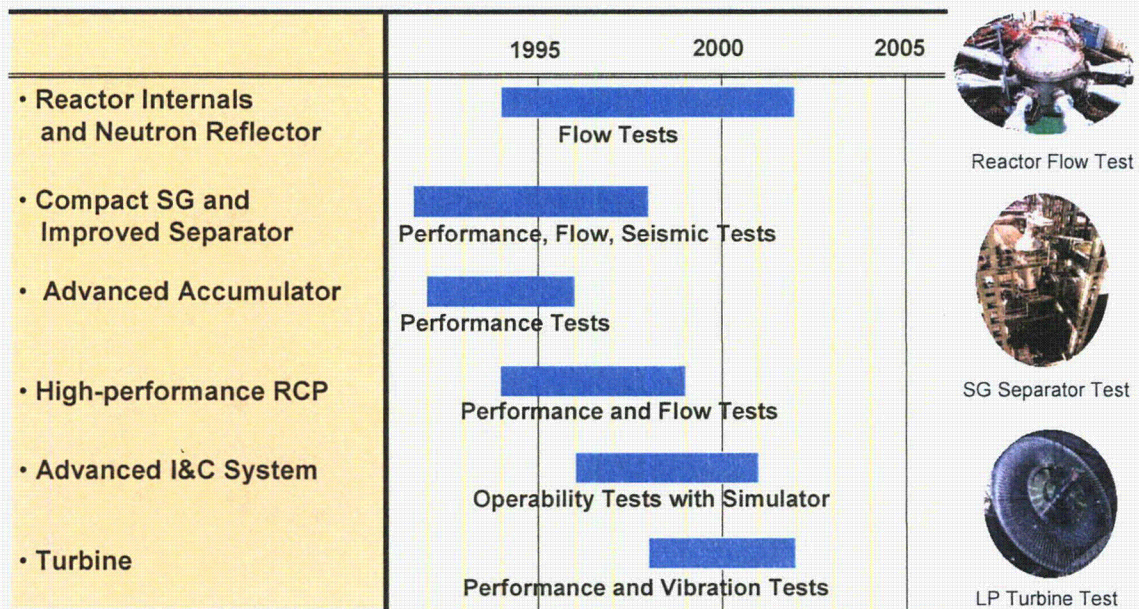 1995 2000 2005
• Reactor Internals
and Neutron Reflector
Flow Tests
Reactor Flow Test
• Compact SG and
Improved Separator
Performance, Flow, Seismic Tests
• Advanced Accumulator
Performance Tests
SG Separator Test
• High-performance RCP
Performance and Flow Tests
• Advanced I&C System
Operability Tests with Simulator
• Turbine
Performance and Vibration Tests
LP Turbine Test